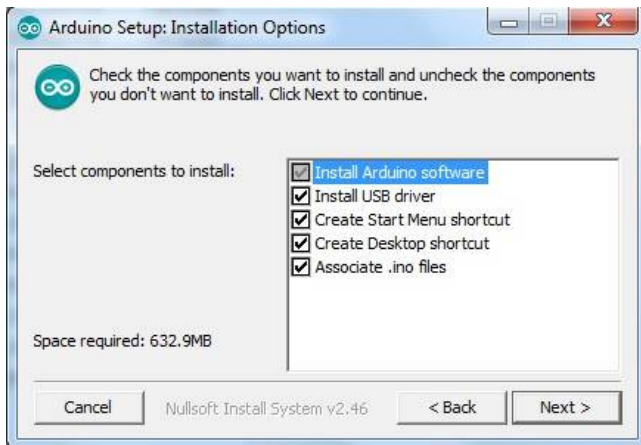 Arduino Setup: Installation Options
Check the components you want to install and uncheck the components
you don't want to install. Click Next to continue.
Select components to install:
Install Arduino software
Install USB driver
Create Start Menu shortcut
Create Desktop shortcut
Associate .ino files
Space required: 632.9MB
Cancel
Nullsoft Install System v2.46
< Back
Next >